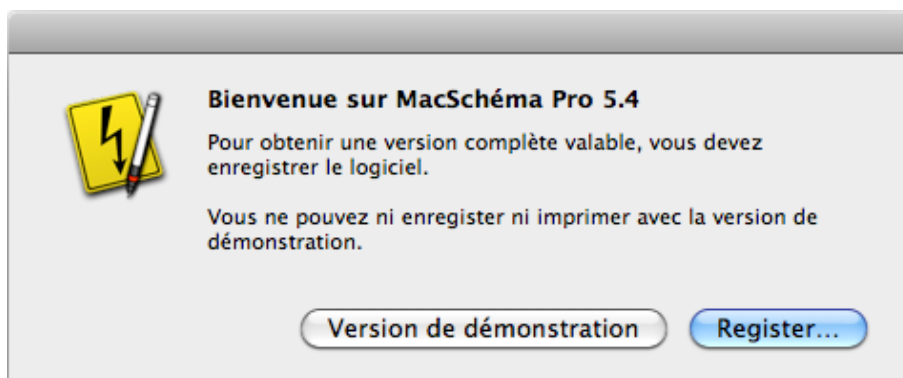 Bienvenue sur MacSchéma Pro 5.4
Pour obtenir une version complète valable, vous devez
enregistrer le logiciel.
Vous ne pouvez ni enregister ni imprimer avec la version de
démonstration.
Version de démonstration
Register...